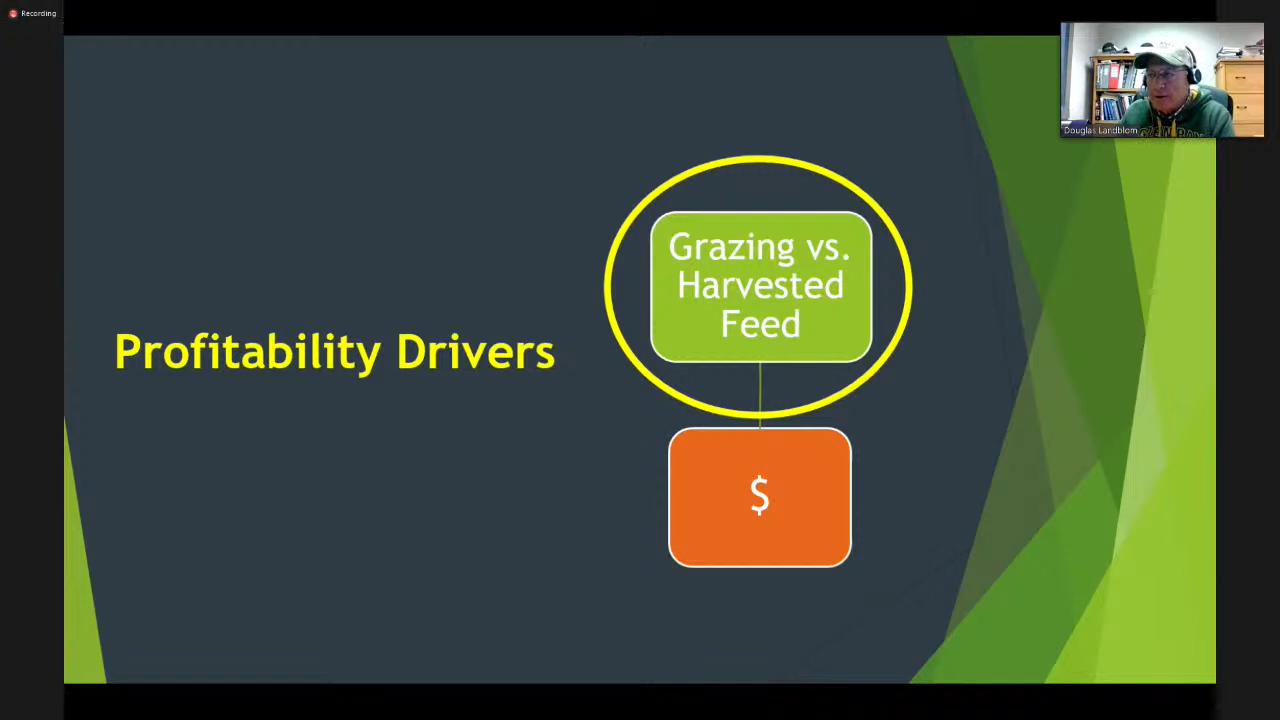 Recording
Douglas Landblom
Grazing vs.
Harvested
Feed
Profitability Drivers
$